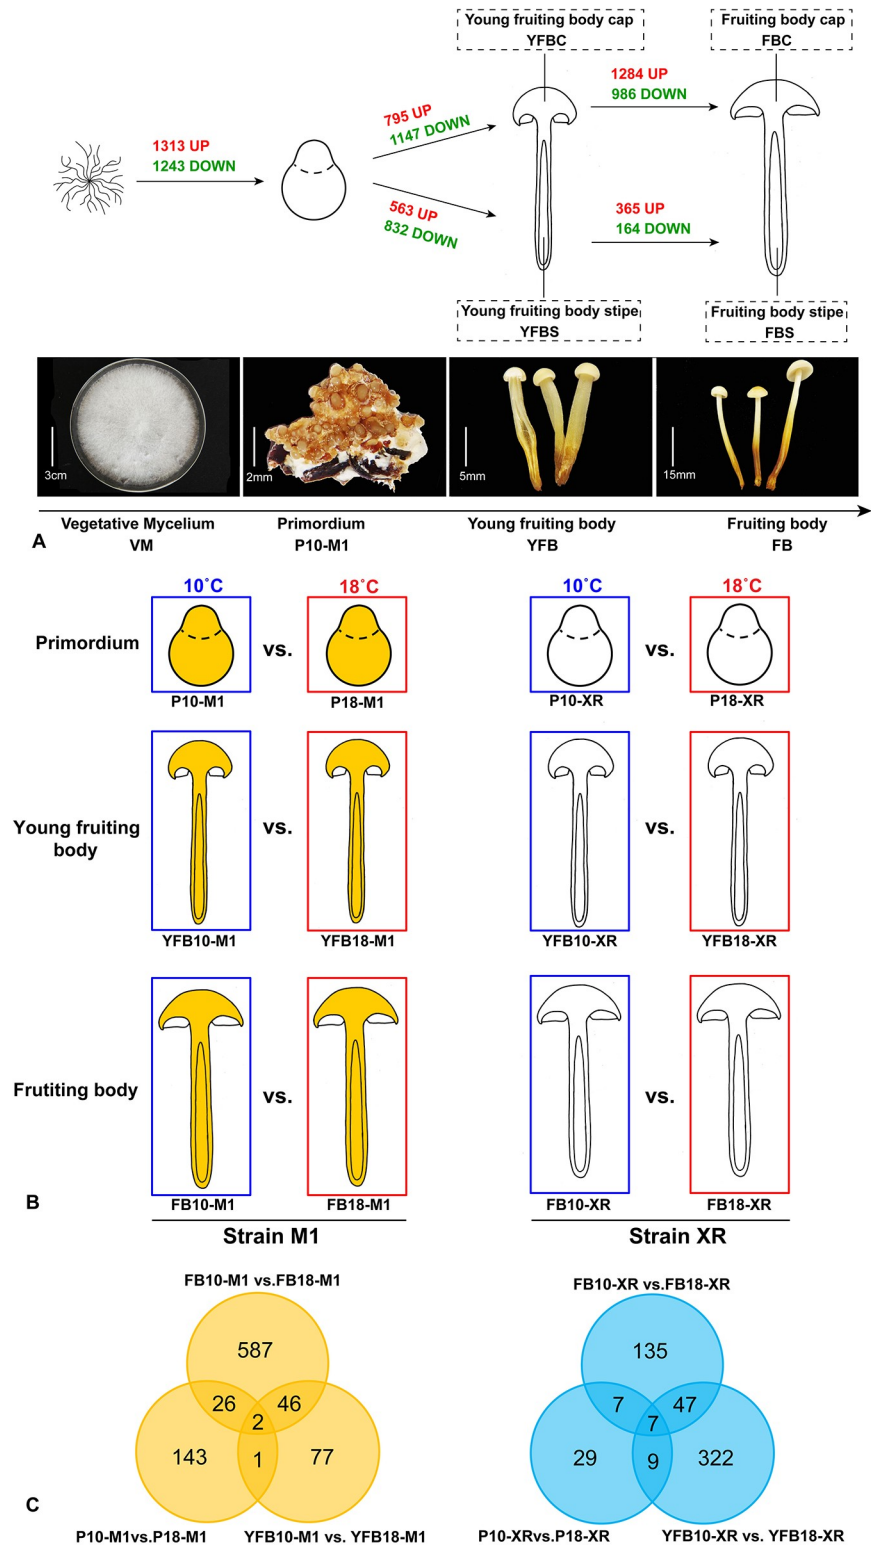 Young fruiting body cap
YFBC
Fruiting body cap
FBC
1284 UP
986 DOWN
795 UP
1147 DOWN
1313 UP
1243 DOWN
563 UP
832 DOWN
365 UP
164 DOWN
Young fruiting body stipe
YFBS
Fruiting body stipe
FBS
3cm
2mm
5mm
15mm
Vegetative Mycelium
VM
Primordium
P10-M1
Young fruiting body
YFB
Fruiting body
FB
A
10°C
18°C
10°C
18°C
Primordium
vs.
vs.
P10-M1
P18-M1
P10-XR
P18-XR
Young fruiting
body
vs.
vs.
YFB10-M1
YFB18-M1
YFB10-XR
YFB18-XR
Frutiting body
vs.
vs.
B
FB10-M1
FB18-M1
FB10-XR
FB18-XR
Strain M1
Strain XR
FB10-M1 vs.FB18-M1
587
26
46
2
143
1
77
P10-M1vs.P18-M1
YFB10-M1 vs. YFB18-M1
FB10-XR vs.FB18-XR
135
7
47
7
29
9
322
P10-XRvs.P18-XR
YFB10-XR vs. YFB18-XR
C